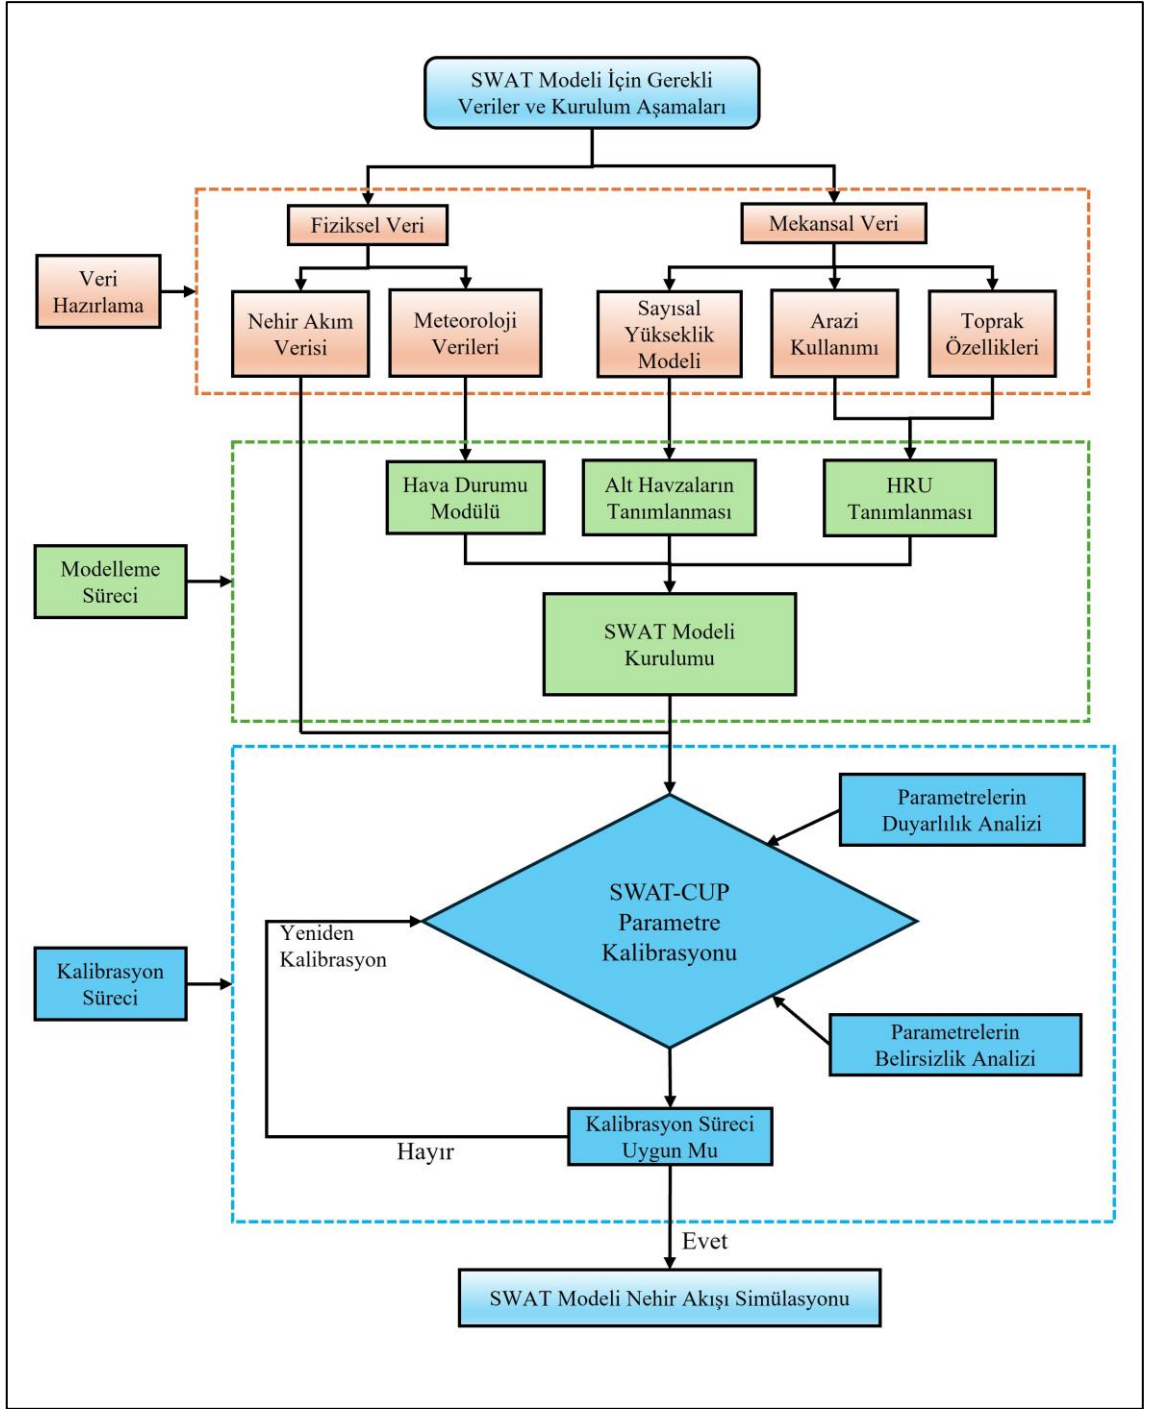 SWAT Modeli İçin Gerekli
Veriler ve Kurulum Aşamaları
Fiziksel Veri
Mekansal Veri
Veri
Hazırlama
Nehir Akım
Verisi
Meteoroloji
Verileri
Sayısal
Yükseklik
Modeli
Arazi
Kullanımı
Toprak
Özellikleri
Hava Durumu
Modülü
Alt Havzaların
Tanımlanması
HRU
Tanımlanması
Modelleme
Süreci
SWAT Modeli
Kurulumu
Parametrelerin
Duyarlılık Analizi
SWAT-CUP
Parametre
Kalibrasyonu
Yeniden
Kalibrasyon
Kalibrasyon
Süreci
Parametrelerin
Belirsizlik Analizi
Kalibrasyon Süreci
Uygun Mu
Hayır
Evet
SWAT Modeli Nehir Akışı Simülasyonu